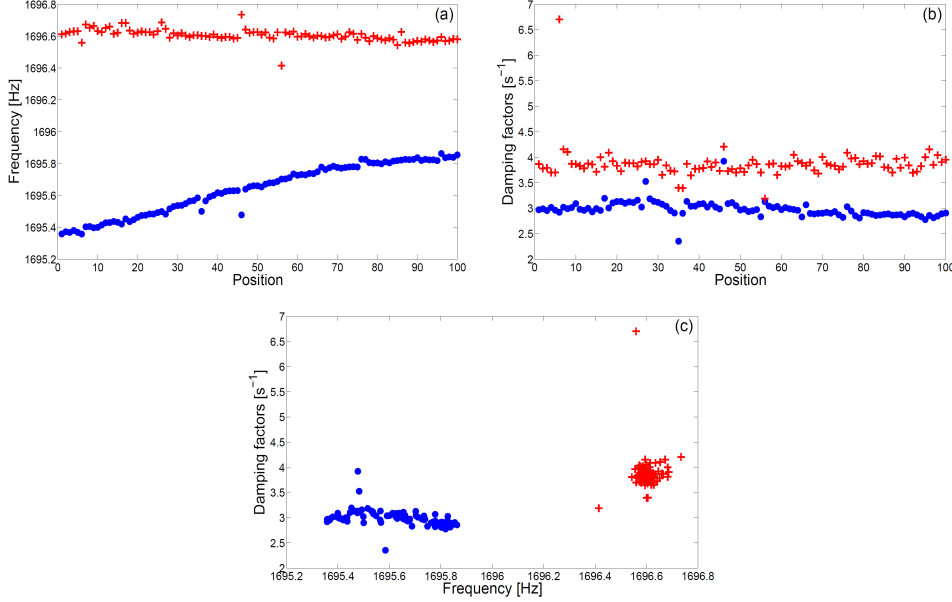 (a)
Frequency [Hz]
1696.8
1696.6
1696.4
1696.2
1696
1695.8
1695.6
1695.4
1695.2
0 10 20 30 40 50 60 70 80 90 100
Position
(b)
Damping factors [s−1]
7
6.5
6
5.5
5
4.5
4
3.5
3
2.5
2
0 10 20 30 40 50 60 70 80 90 100
Position
(c)
Damping factors [s−1]
7
6.5
6
5.5
5
4.5
4
3.5
3
2.5
2
1695.2 1695.4 1695.6 1695.8 1696 1696.2 1696.4 1696.6 1696.8
Frequency [Hz]